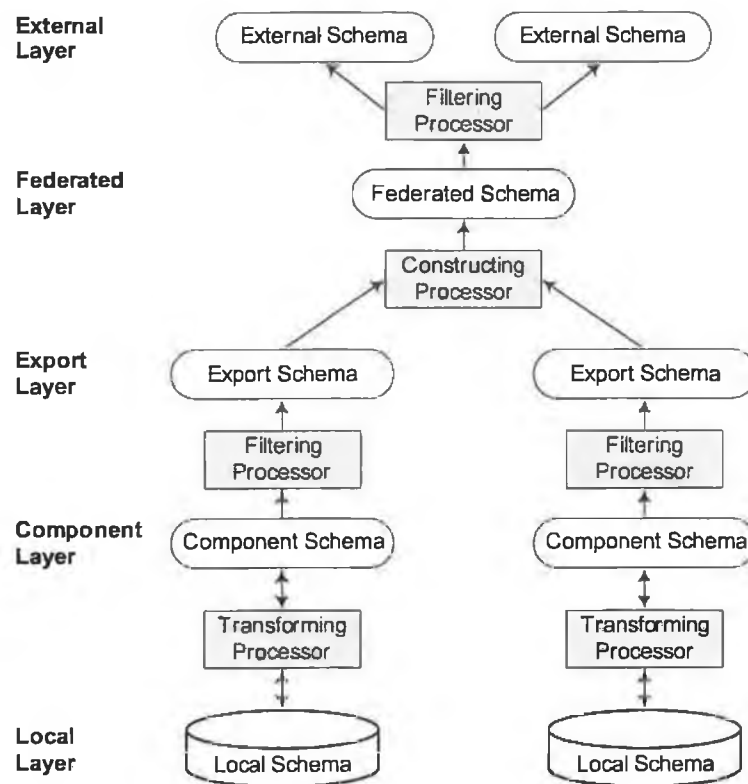 External
Layer
External Schema
External Schema
Filtering
Processor
Federated
Layer
Federated Schema
Constructing
Processor
Export
Layer
Export Schema
Export Schema
Filtering
Processor
Filtering
Processor
Component
Layer
Component Schema
Component Schema
Transforming
Processor
Transforming
Processor
Local
Layer
Local Schema
Local Schema